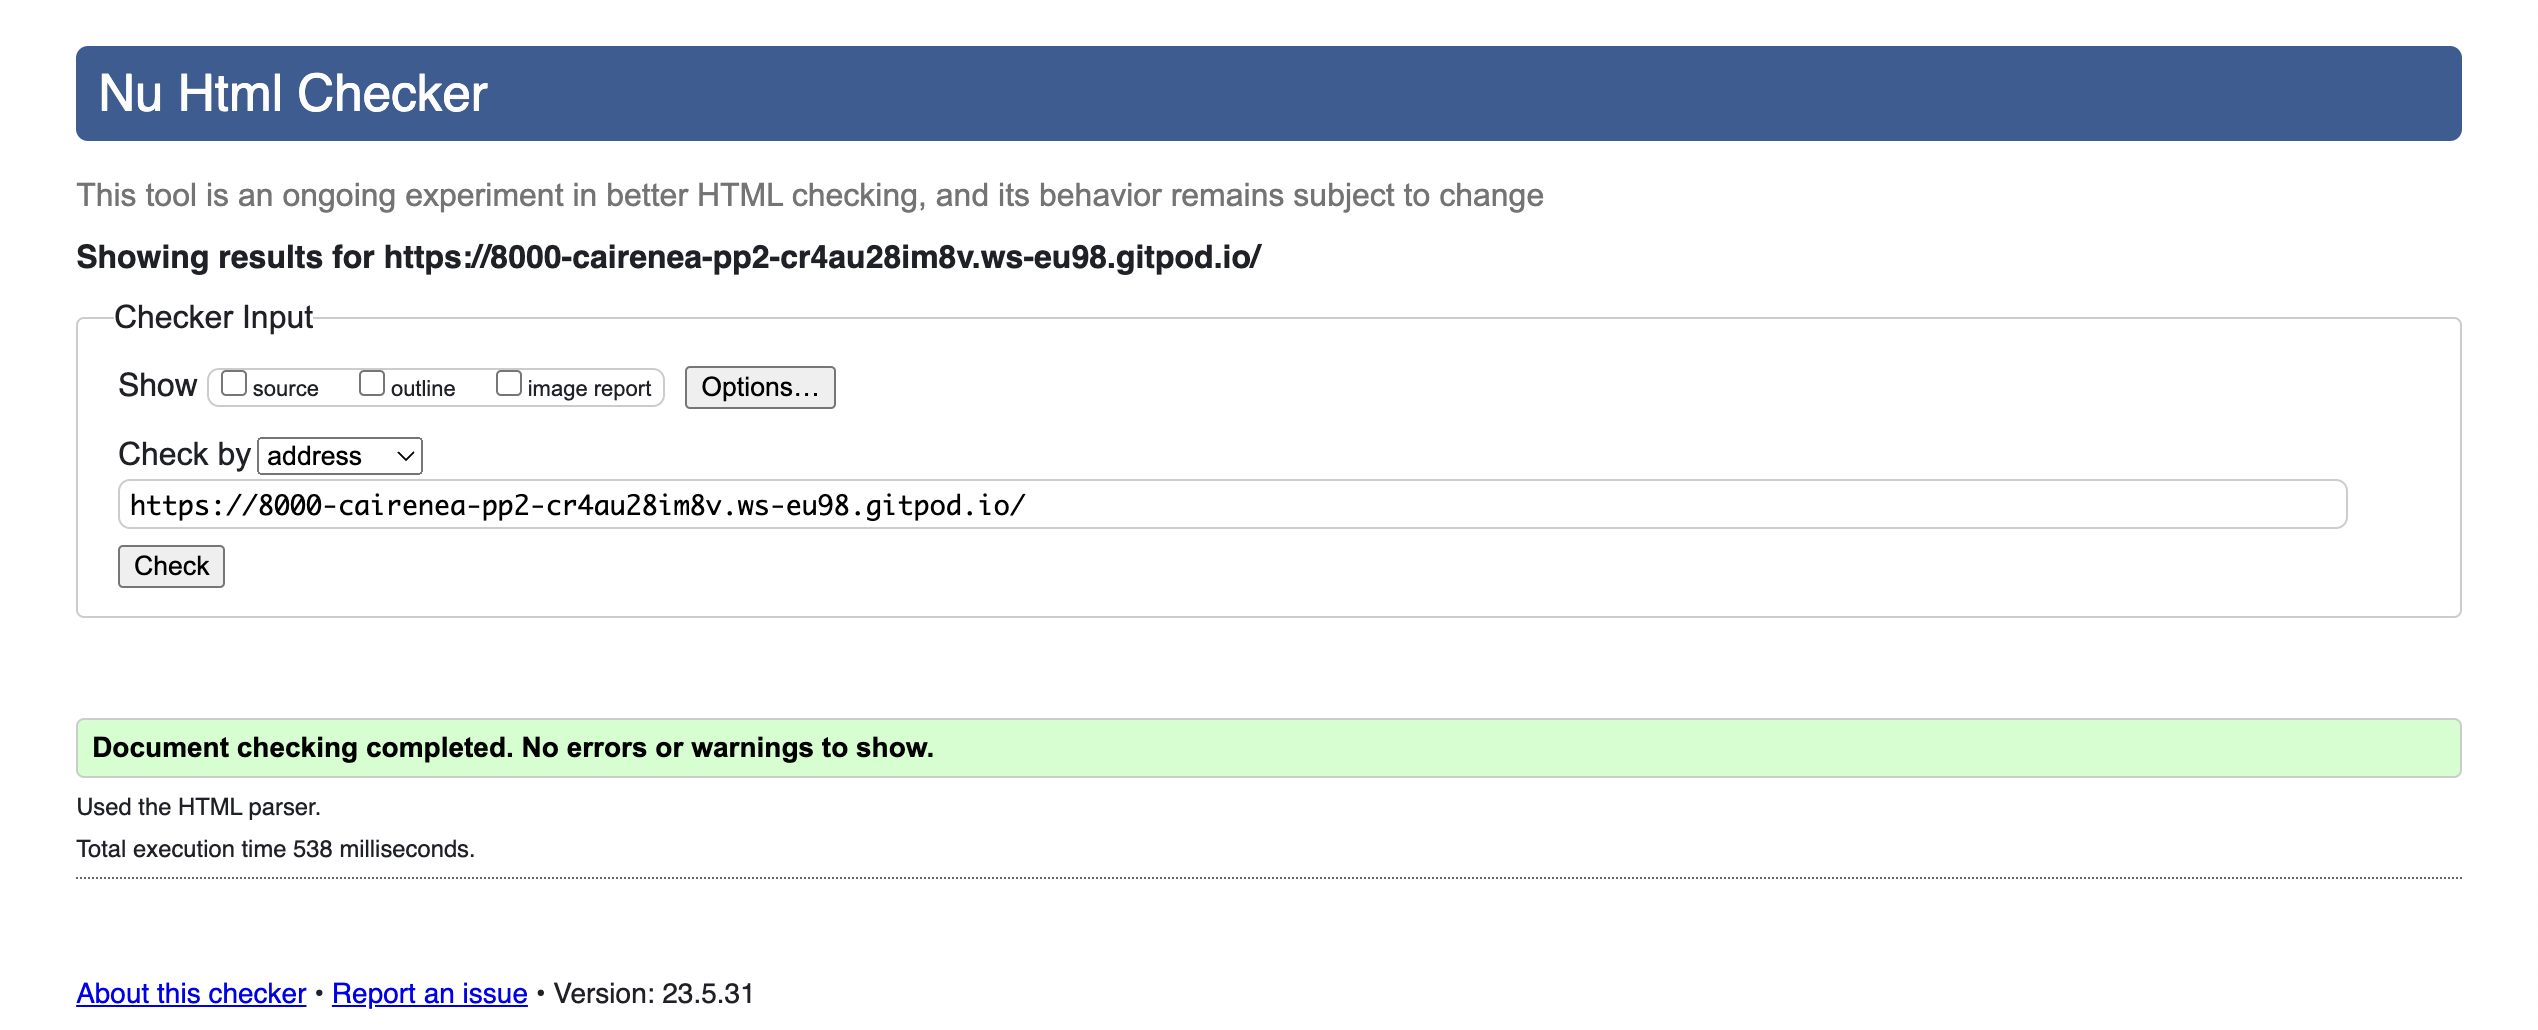 Nu Html Checker
This tool is an ongoing experiment in better HTML checking, and its behavior remains subject to change
Showing results for https://8000-cairenea-pp2-cr4au28im8v.ws-eu98.gitpod.io/
Checker Input
Show source outline image report Options...
Check by address
https://8000-cairenea-pp2-cr4au28im8v.ws-eu98.gitpod.io/
Check
Document checking completed. No errors or warnings to show.
Used the HTML parser.
Total execution time 538 milliseconds.
About this checker • Report an issue • Version: 23.5.31